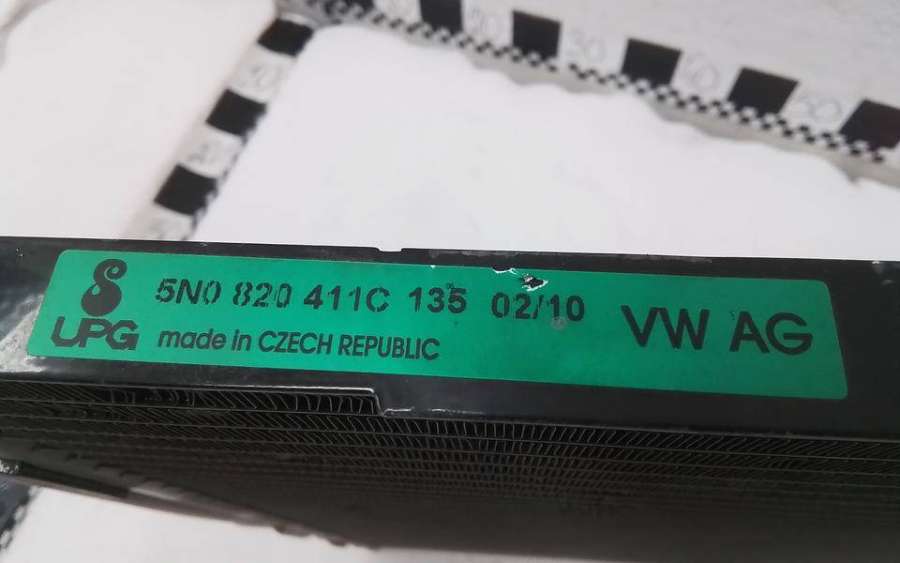 5N0 820 411C 135 02/10
UPG
made in CZECH REPUBLIC
VW AG